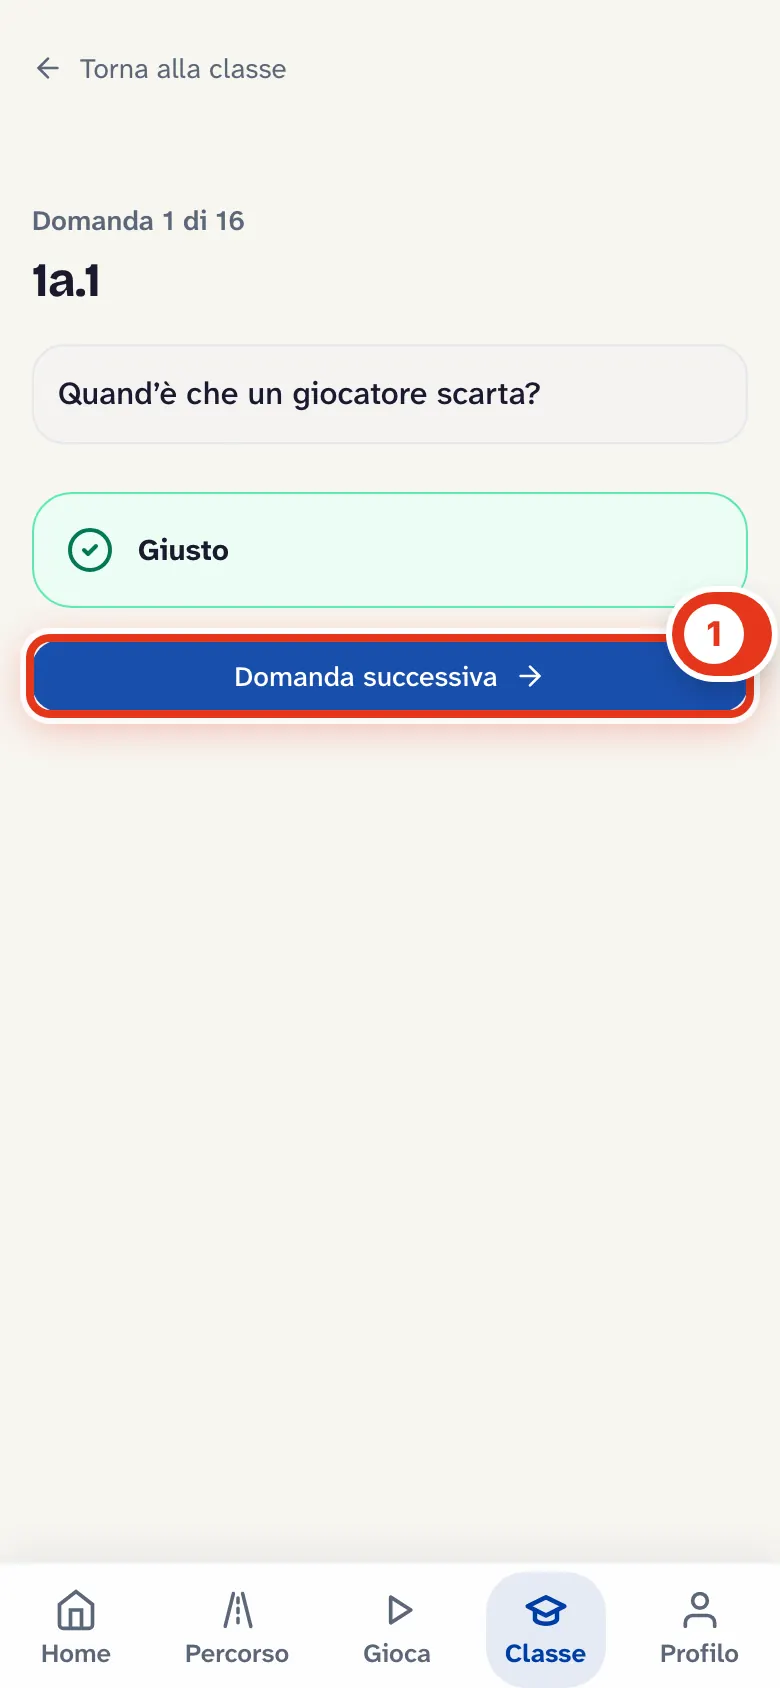 Torna alla classe
Domanda 1 di 16
1a.1
Quand’è che un giocatore scarta?
Giusto
1
Domanda successiva
Home
Percorso
Gioca
Classe
Profilo